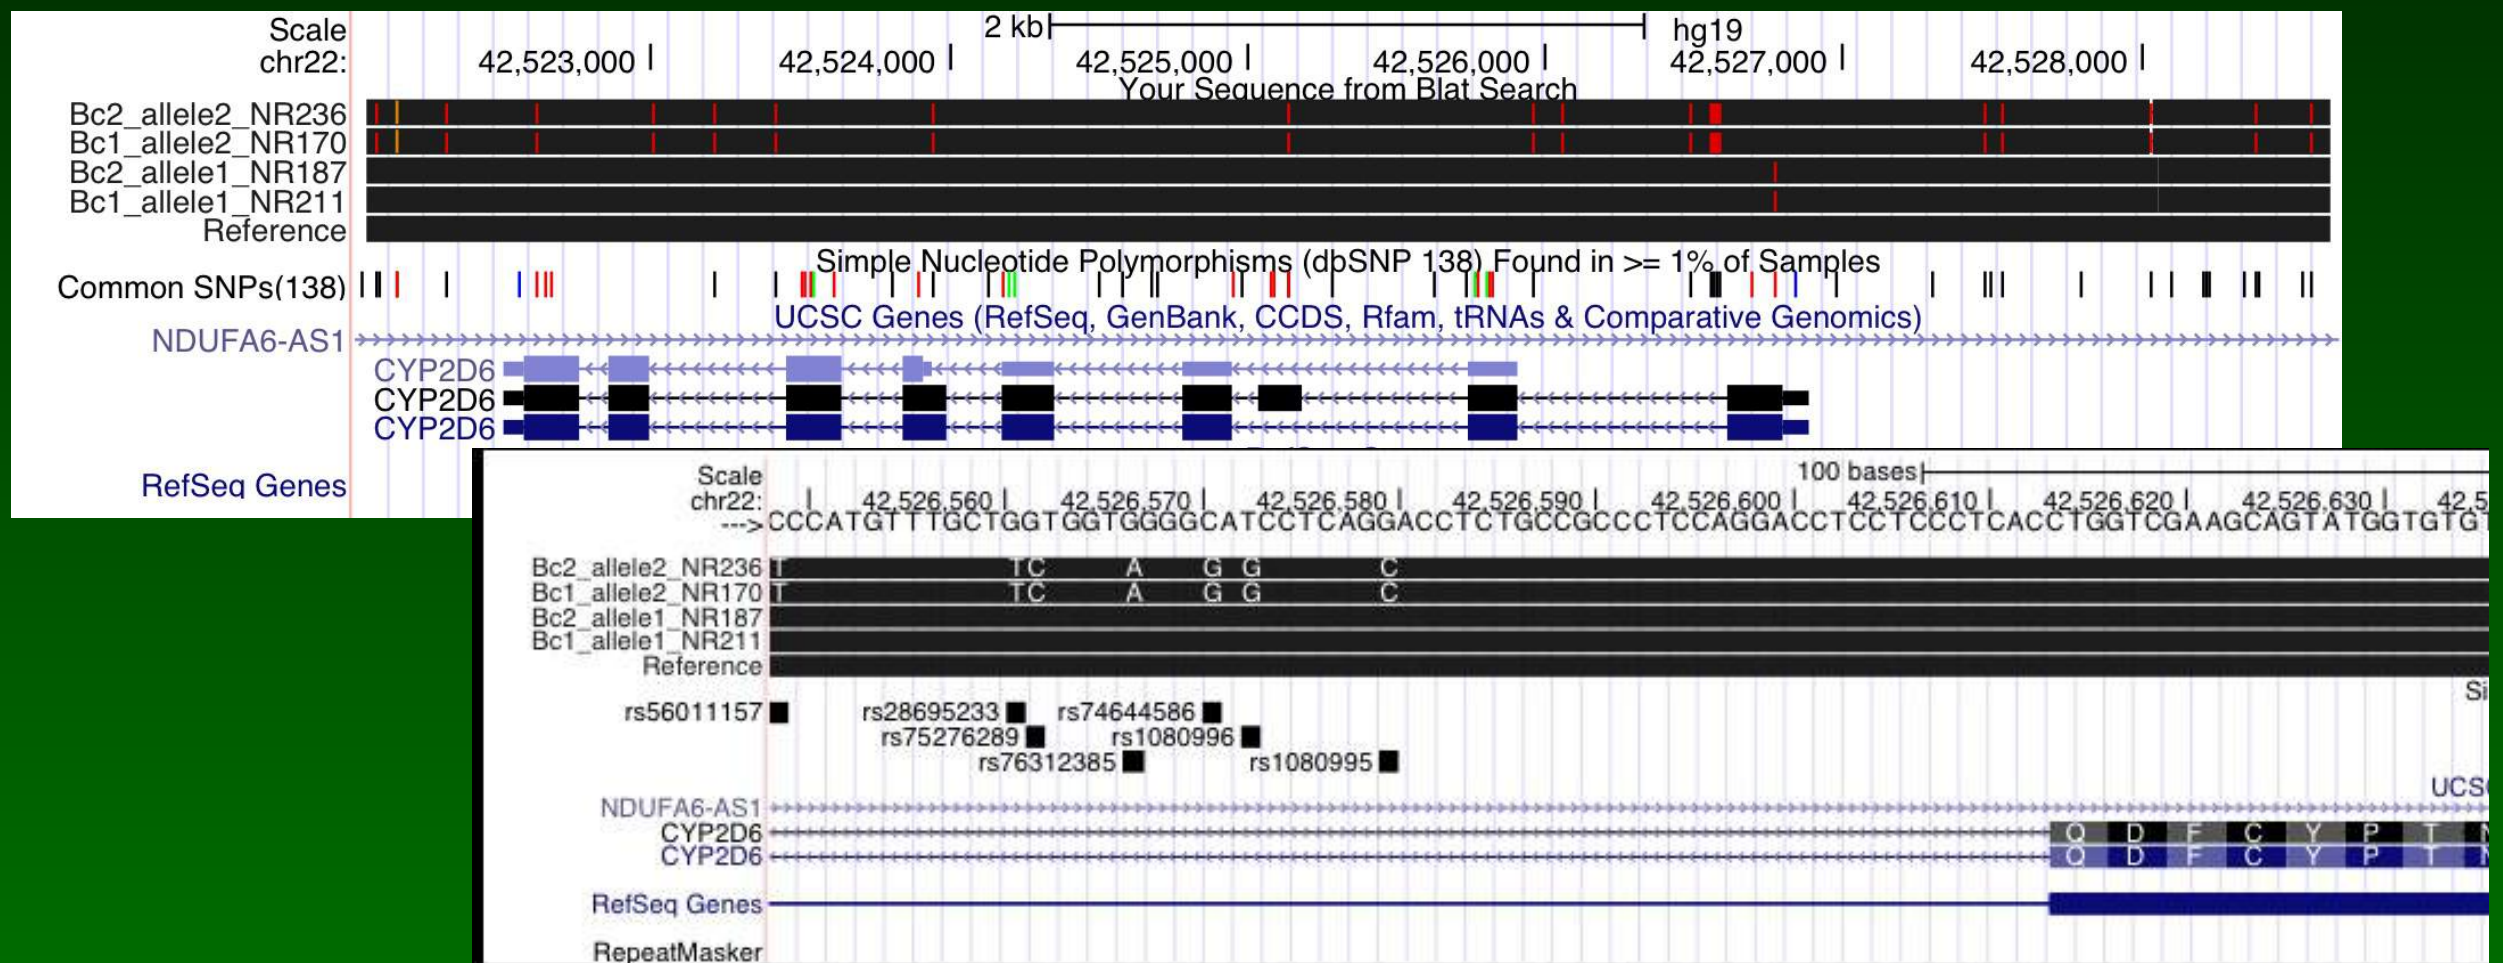 Scale 2 kb hg19
chr22: 42,523,000 42,524,000 42,525,000 42,526,000 42,527,000 42,528,000
Your Sequence from Blat Search
Bc2_allele2_NR236
Bc1_allele2_NR170
Bc2_allele1_NR187
Bc1_allele1_NR211
Reference
Simple Nucleotide Polymorphisms (dbSNP 138) Found in >= 1% of Samples
Common SNPs(138)
UCSC Genes (RefSeq, GenBank, CCDS, Rfam, tRNAs & Comparative Genomics)
NDUFA6-AS1
CYP2D6
CYP2D6
CYP2D6
RefSeq Genes
Scale 100 bases
chr22: 42,526,560 42,526,570 42,526,580 42,526,590 42,526,600 42,526,610 42,526,620 42,526,630 42,5
---> CCCATGTTTGCTGGTGGTGGGGCATCCTCAGGACCTCTGCCGCCCTCCAGGACCTCCTCCCTCACCTGGTCGAAGCAGTATGGTGTGT
Bc2_allele2_NR236 T TC A G G C
Bc1_allele2_NR170 T TC A G G C
Bc2_allele1_NR187
Bc1_allele1_NR211
Reference
Si
rs56011157 rs28695233 rs74644586
rs75276289 rs1080996
rs76312385 rs1080995
UCS
NDUFA6-AS1
CYP2D6 Q D F C Y P T N
CYP2D6 Q D F C Y P T N
RefSeq Genes
RepeatMasker